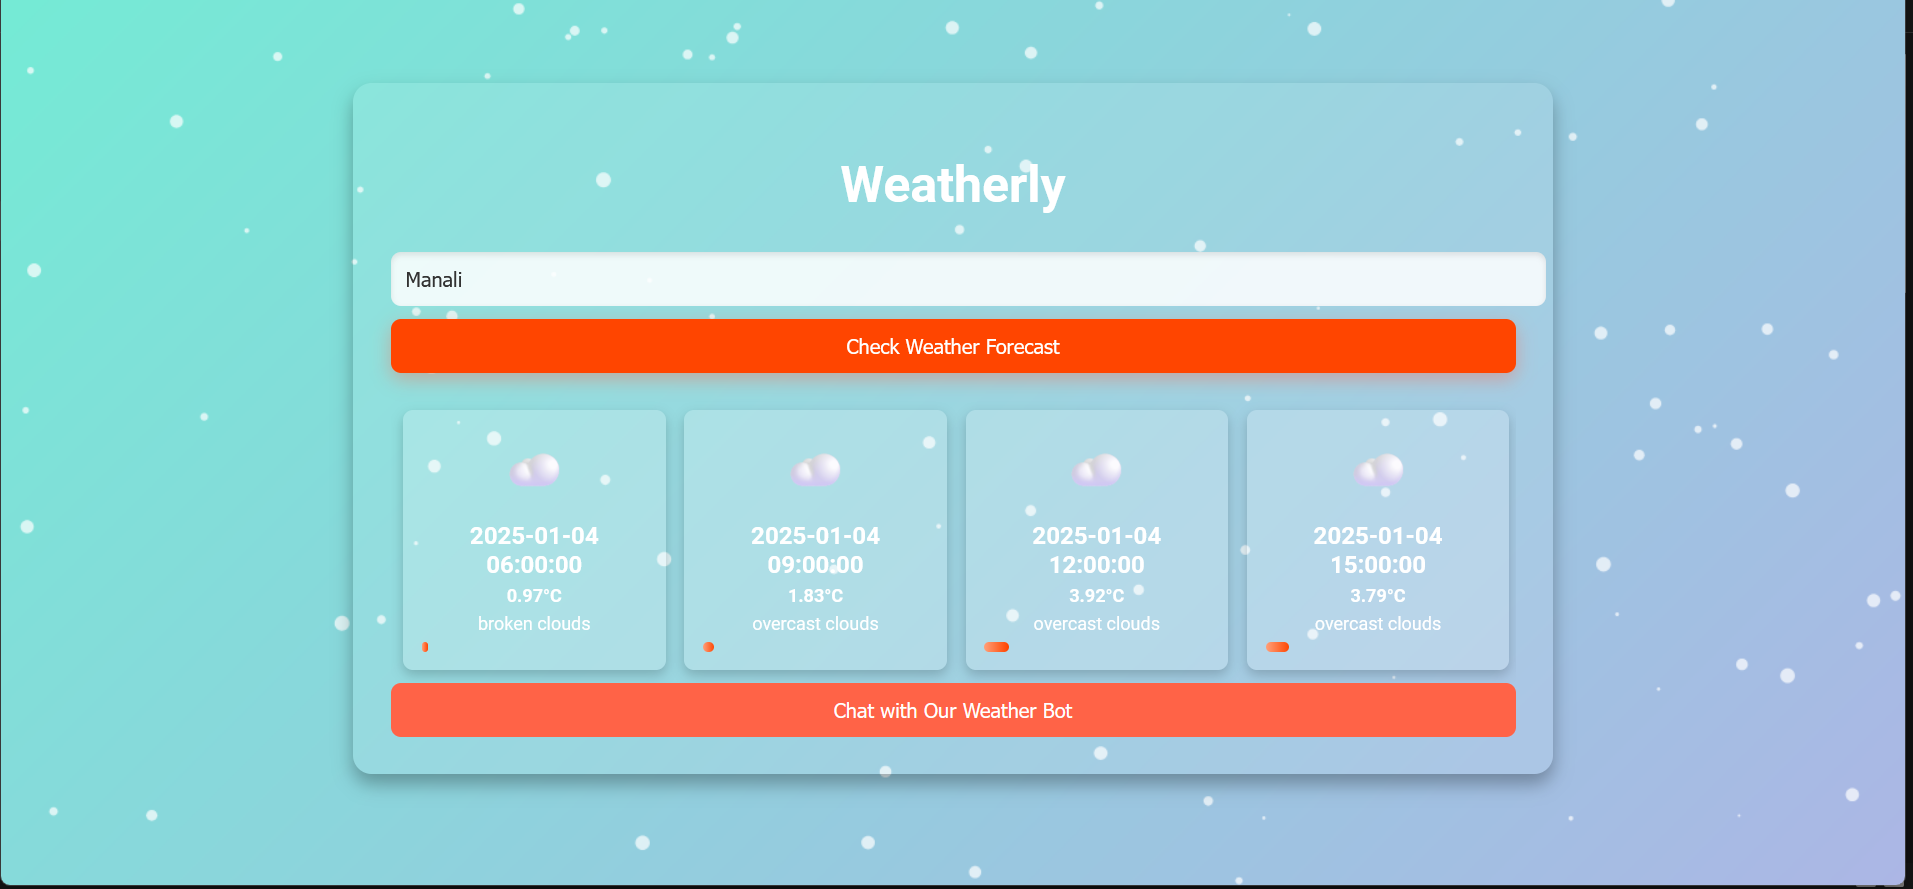 Weatherly
Manali
Check Weather Forecast
2025-01-04
06:00:00
0.97°C
broken clouds
2025-01-04
09:00:00
1.83°C
overcast clouds
2025-01-04
12:00:00
3.92°C
overcast clouds
2025-01-04
15:00:00
3.79°C
overcast clouds
Chat with Our Weather Bot